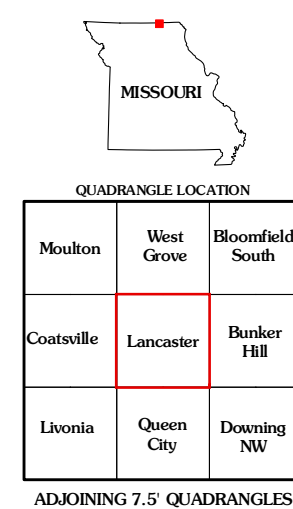 MISSOURI
QUADRANGLE LOCATION
Moulton
West
Grove
Bloomfield
South
Coatsville
Lancaster
Bunker
Hill
Livonia
Queen
City
Downing
NW
ADJOINING 7.5' QUADRANGLES